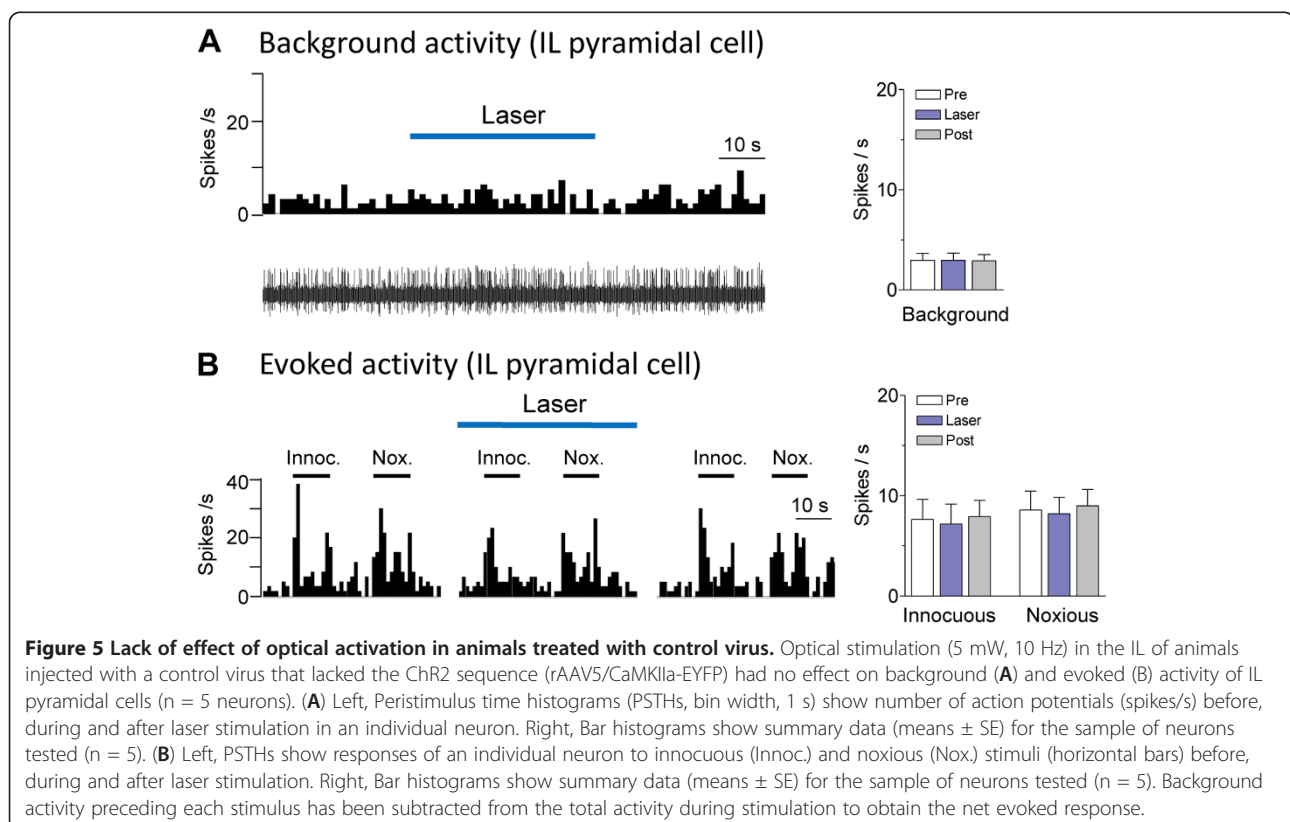 A Background activity (IL pyramidal cell)
Spikes /s
20
0
Laser
10 s
Spikes / s
20
10
0
Pre
Laser
Post
Background
B Evoked activity (IL pyramidal cell)
Laser
Innoc. Nox. Innoc. Nox. Innoc. Nox.
Spikes /s
40
20
0
10 s
Spikes / s
20
10
0
Pre
Laser
Post
Innocuous Noxious
Figure 5 Lack of effect of optical activation in animals treated with control virus. Optical stimulation (5 mW, 10 Hz) in the IL of animals
injected with a control virus that lacked the ChR2 sequence (rAAV5/CaMKIIa-EYFP) had no effect on background (A) and evoked (B) activity of IL
pyramidal cells (n = 5 neurons). (A) Left, Peristimulus time histograms (PSTHs, bin width, 1 s) show number of action potentials (spikes/s) before,
during and after laser stimulation in an individual neuron. Right, Bar histograms show summary data (means ± SE) for the sample of neurons
tested (n = 5). (B) Left, PSTHs show responses of an individual neuron to innocuous (Innoc.) and noxious (Nox.) stimuli (horizontal bars) before,
during and after laser stimulation. Right, Bar histograms show summary data (means ± SE) for the sample of neurons tested (n = 5). Background
activity preceding each stimulus has been subtracted from the total activity during stimulation to obtain the net evoked response.